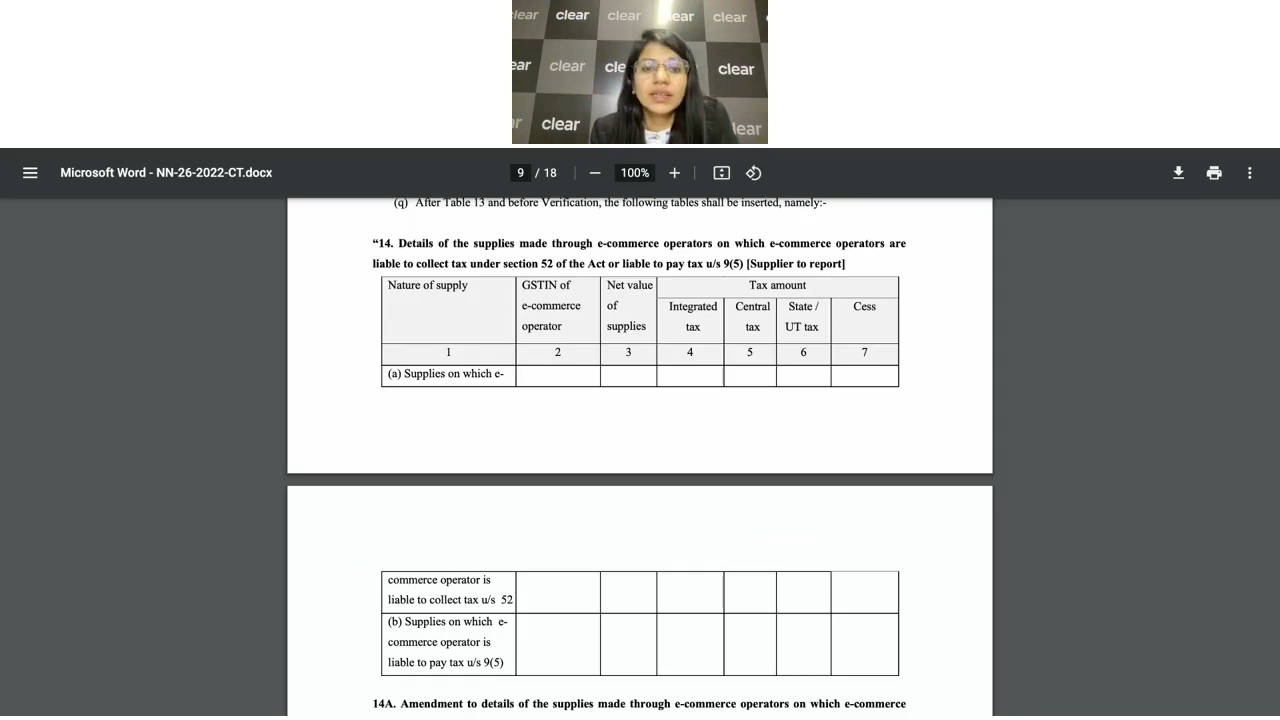 lear clear clear lear clear
ear clear cle clear
r clear lear
Microsoft Word - NN-26-2022-CT.docx 9 / 18 100%
(q) After Table 13 and before Verification, the following tables shall be inserted, namely:-
“14. Details of the supplies made through e-commerce operators on which e-commerce operators are
liable to collect tax under section 52 of the Act or liable to pay tax u/s 9(5) [Supplier to report]
Nature of supply GSTIN of Net value Tax amount
e-commerce of Integrated Central State / Cess
operator supplies tax tax UT tax
1 2 3 4 5 6 7
(a) Supplies on which e-
commerce operator is
liable to collect tax u/s 52
(b) Supplies on which e-
commerce operator is
liable to pay tax u/s 9(5)
14A. Amendment to details of the supplies made through e-commerce operators on which e-commerce